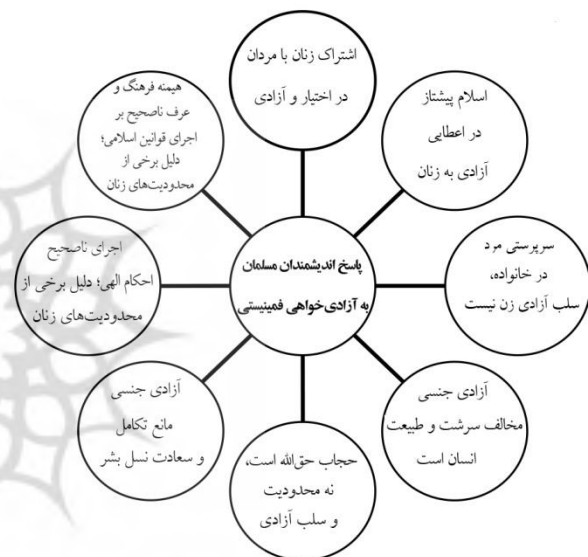 پاسخ اندیشمندان مسلمان
به آزادی‌خواهی فمینیستی
اشتراک زنان با مردان
در اختیار و آزادی
اسلام پیشتاز
در اعطایی
آزادی به زنان
سرپرستی مرد
در خانواده،
سلب آزادی زن نیست
آزادی جنسی
مخالف سرشت و طبیعت
انسان است
حجاب حق‌الله است،
نه محدودیت
و سلب آزادی
آزادی جنسی
مانع تکامل
و سعادت نسل بشر
اجرای ناصحیح
احکام الهی؛ دلیل برخی از
محدودیت‌های زنان
هیمنه فرهنگ و
عرف ناصحیح بر
اجرای قوانین اسلامی؛
دلیل برخی از
محدودیت‌های زنان